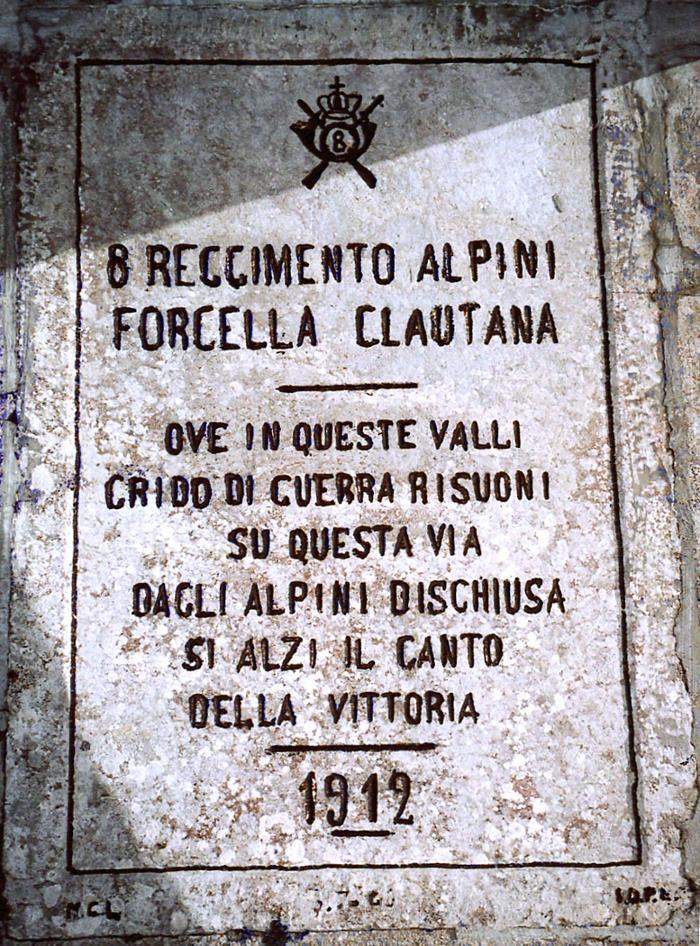 8
8 REGGIMENTO ALPINI
FORCELLA CLAUTANA
OVE IN QUESTE VALLI
GRIDO DI GUERRA RISUONI
SU QUESTA VIA
DAGLI ALPINI DISCHIUSA
SI ALZI IL CANTO
DELLA VITTORIA
1912
M.C.L